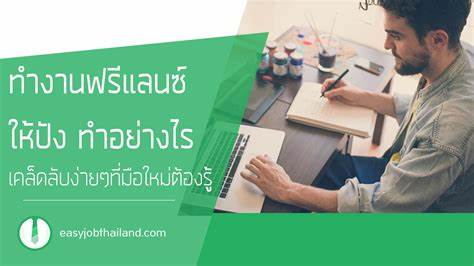 ทำงานฟรีแลนซ์
ให้ปัง ทำอย่างไร
เคล็ดลับง่ายๆที่มือใหม่ต้องรู้
easyjobthailand.com